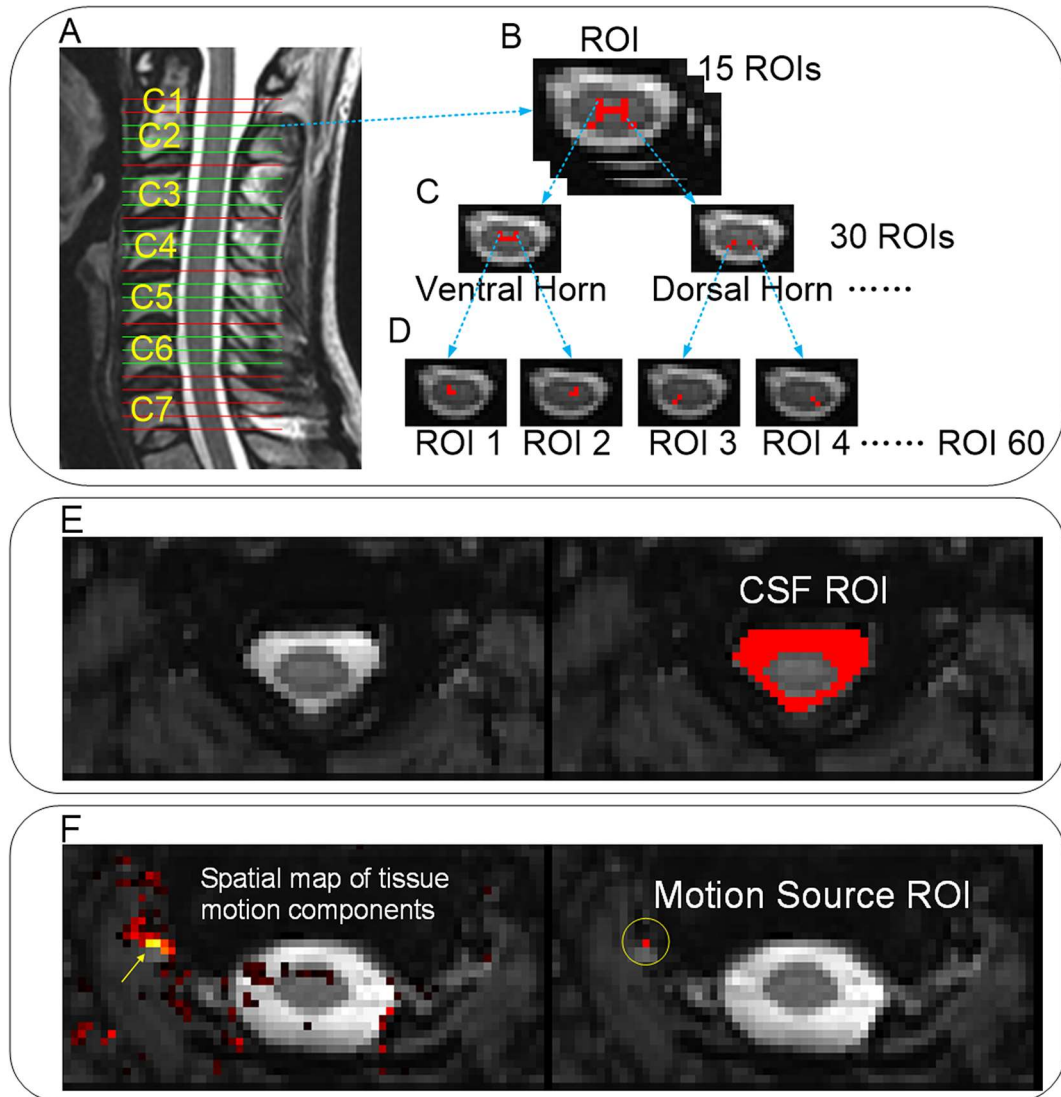 A
C1
C2
C3
C4
C5
C6
C7
B
ROI
15 ROIs
C
30 ROIs
Ventral Horn
Dorsal Horn ······
D
ROI 1
ROI 2
ROI 3
ROI 4 ······ ROI 60
E
CSF ROI
F
Spatial map of tissue
motion components
Motion Source ROI